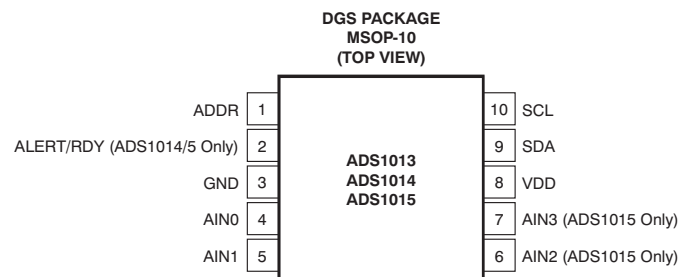 DGS PACKAGE
MSOP-10
(TOP VIEW)
ADDR 1 10 SCL
ALERT/RDY (ADS1014/5 Only) 2 9 SDA
ADS1013
ADS1014
ADS1015
GND 3 8 VDD
AIN0 4 7 AIN3 (ADS1015 Only)
AIN1 5 6 AIN2 (ADS1015 Only)